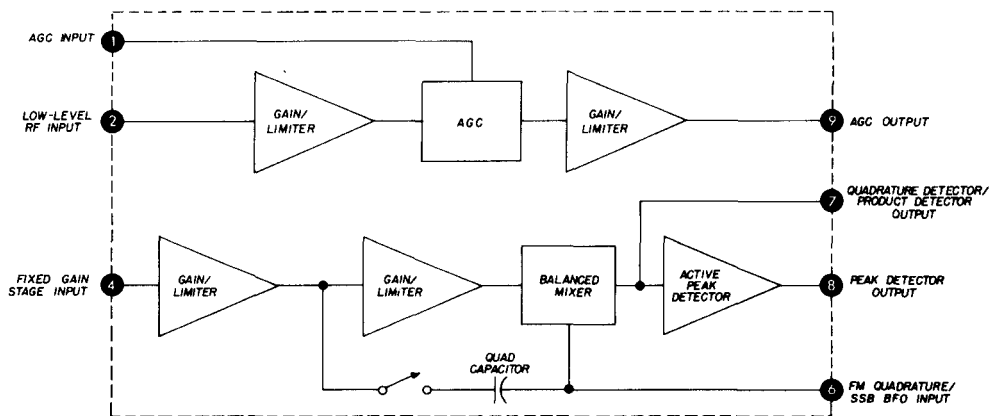 AGC INPUT
1
LOW-LEVEL
RF INPUT
2
GAIN/
LIMITER
AGC
GAIN/
LIMITER
9
AGC OUTPUT
7
QUADRATURE DETECTOR/
PRODUCT DETECTOR
OUTPUT
FIXED GAIN
STAGE INPUT
4
GAIN/
LIMITER
GAIN/
LIMITER
BALANCED
MIXER
ACTIVE
PEAK
DETECTOR
8
PEAK DETECTOR
OUTPUT
QUAD
CAPACITOR
6
FM QUADRATURE/
SSB BFO INPUT